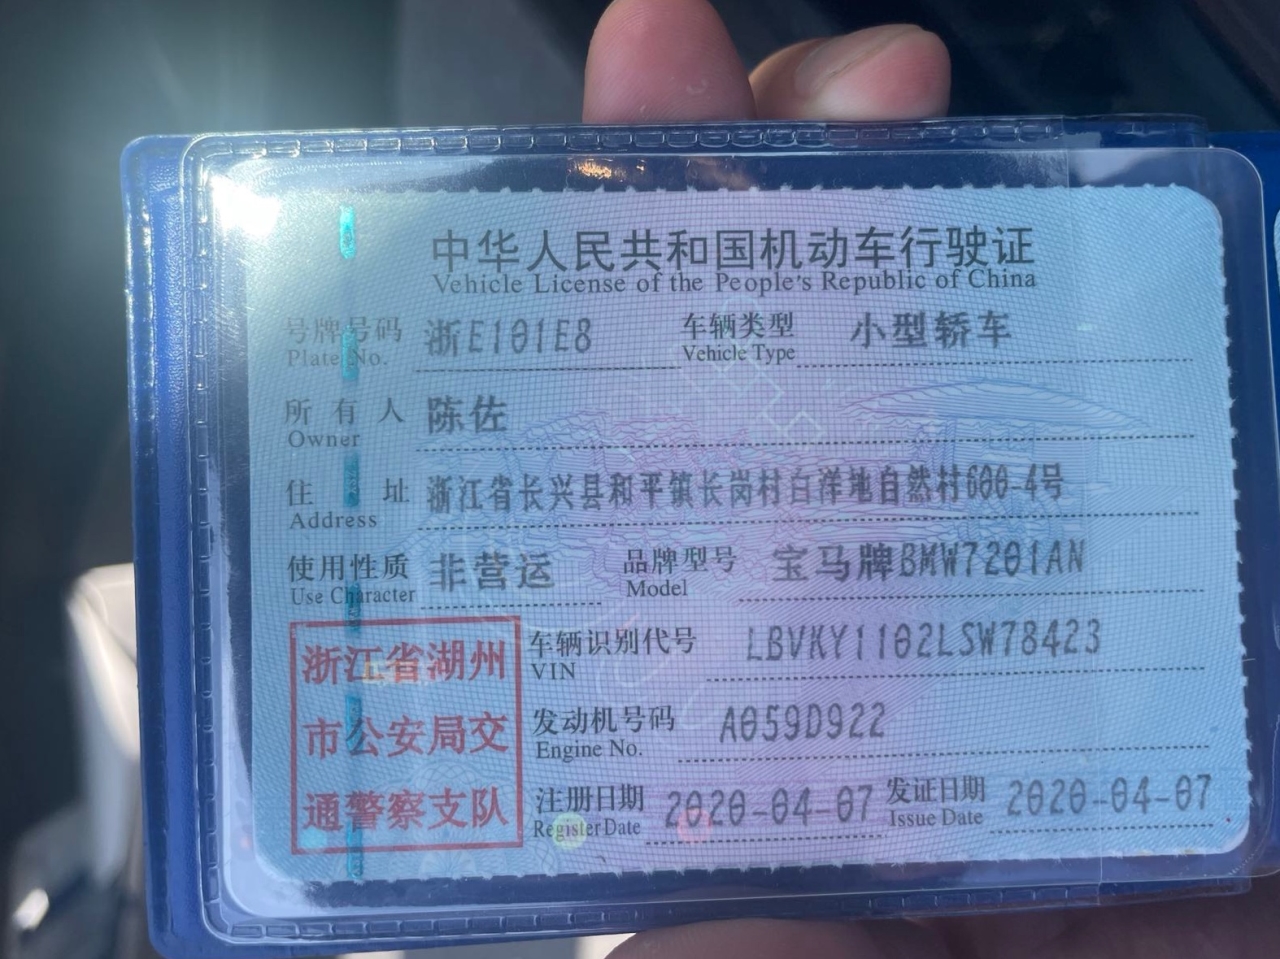 中华人民共和国机动车行驶证
Vehicle License of the People's Republic of China
号牌号码 浙E101E8 车辆类型 小型轿车
Plate No. Vehicle Type
所有人 陈佐
Owner
住址 浙江省长兴县和平镇长岗村白洋地自然村600-4号
Address
使用性质 非营运 品牌型号 宝马牌BMW7201AN
Use Character Model
浙江省湖州
市公安局交
通警察支队
车辆识别代号 LBVKY1102LSW78423
VIN
发动机号码 A059D922
Engine No.
注册日期 2020-04-07 发证日期 2020-04-07
Register Date Issue Date